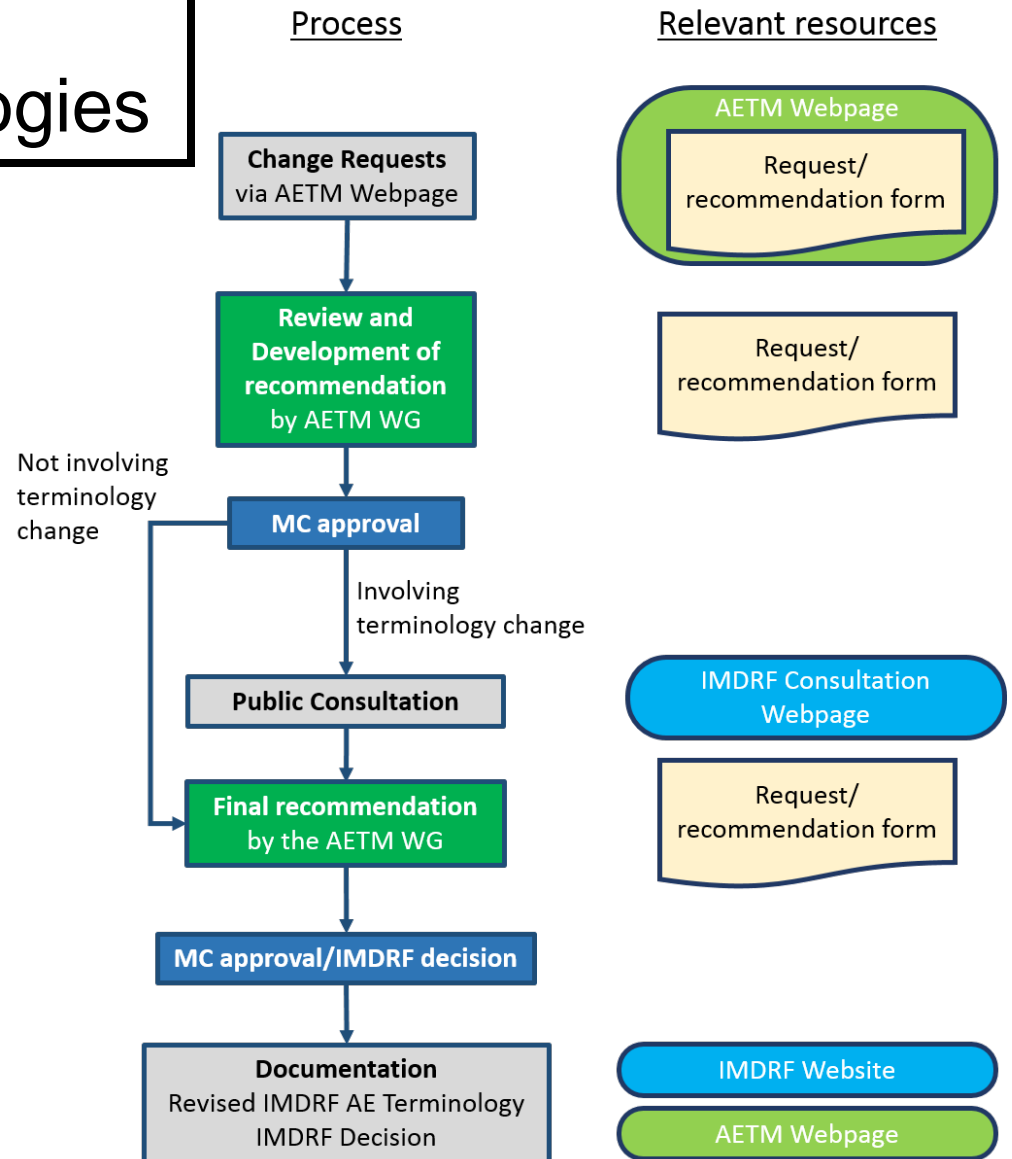 ogies
Process
Relevant resources
Change Requests
via AETM Webpage
AETM Webpage
Request/
recommendation form
Review and
Development of
recommendation
by AETM WG
Request/
recommendation form
Not involving
terminology
change
MC approval
Involving
terminology change
Public Consultation
IMDRF Consultation
Webpage
Final recommendation
by the AETM WG
Request/
recommendation form
MC approval/IMDRF decision
Documentation
Revised IMDRF AE Terminology
IMDRF Decision
IMDRF Website
AETM Webpage